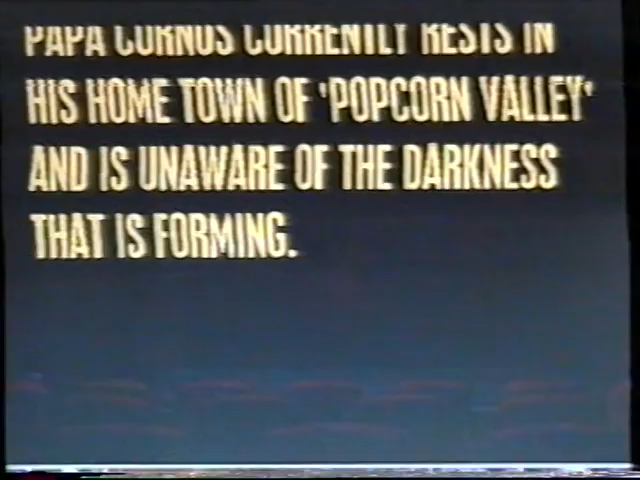 PAPA CORNOS CURRENTLY RESTS IN
HIS HOME TOWN OF 'POPCORN VALLEY'
AND IS UNAWARE OF THE DARKNESS
THAT IS FORMING.